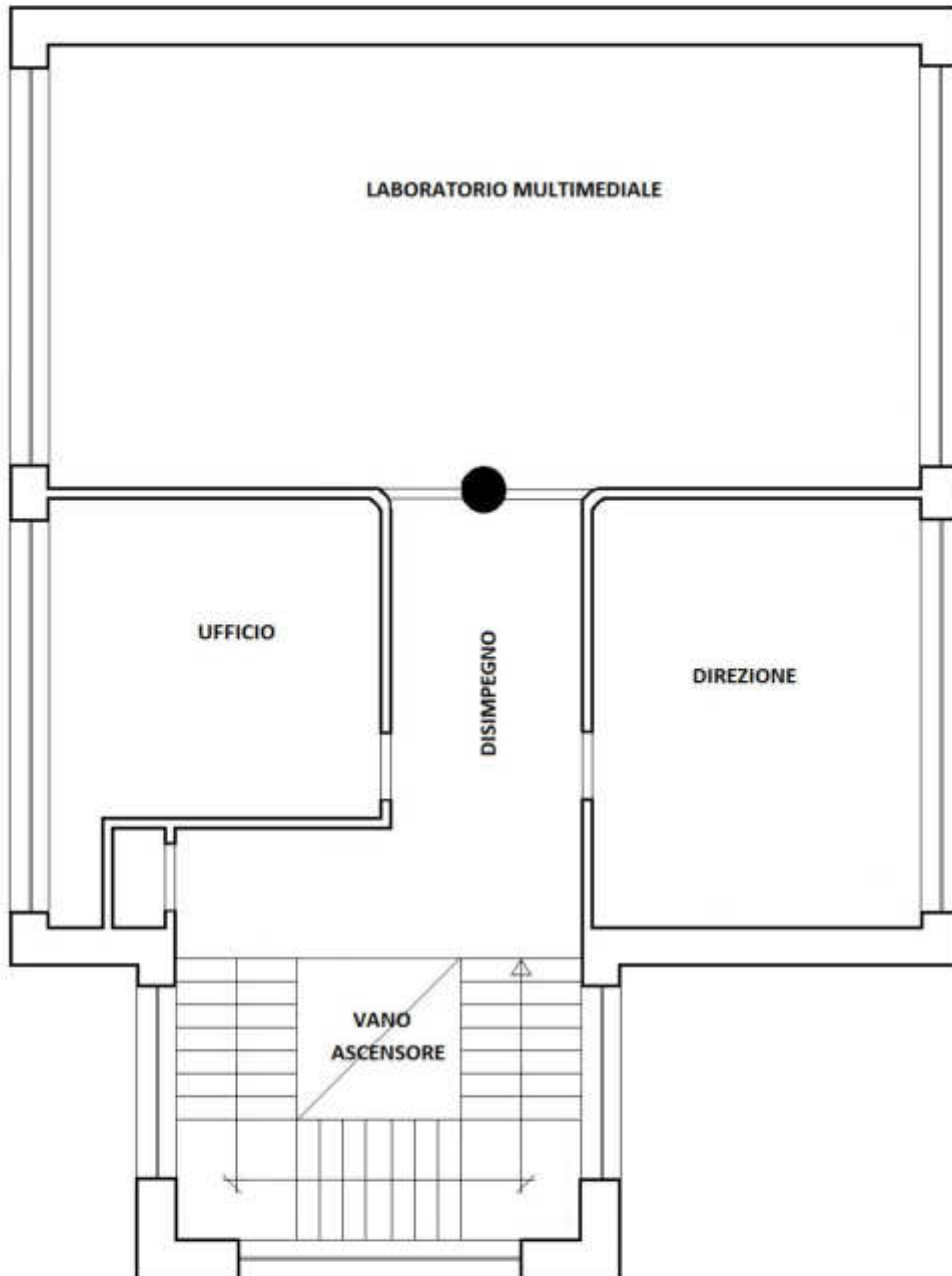 LABORATORIO MULTIMEDIALE
UFFICIO
DISIMPEGNO
DIREZIONE
VANO
ASCENSORE